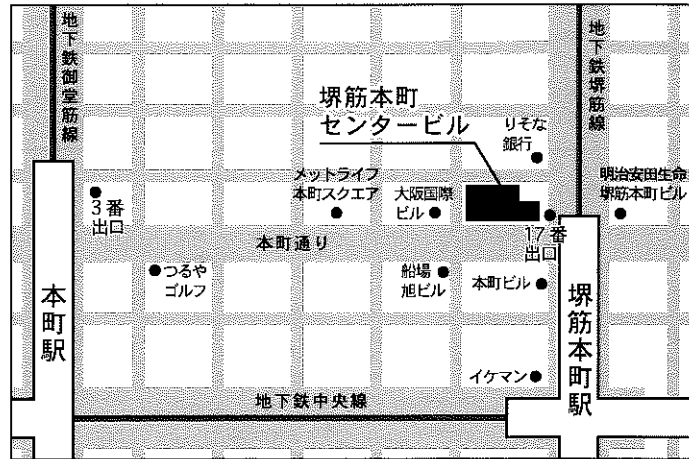 地下鉄御堂筋線
地下鉄堺筋線
堺筋本町
センタービル
りそな
銀行
メットライフ
本町スクエア
大阪国際
ビル
明治安田生命
堺筋本町ビル
3番
出口
17番
出口
本町通り
つるや
ゴルフ
船場
旭ビル
本町ビル
本町駅
堺筋本町駅
イケマン
地下鉄中央線